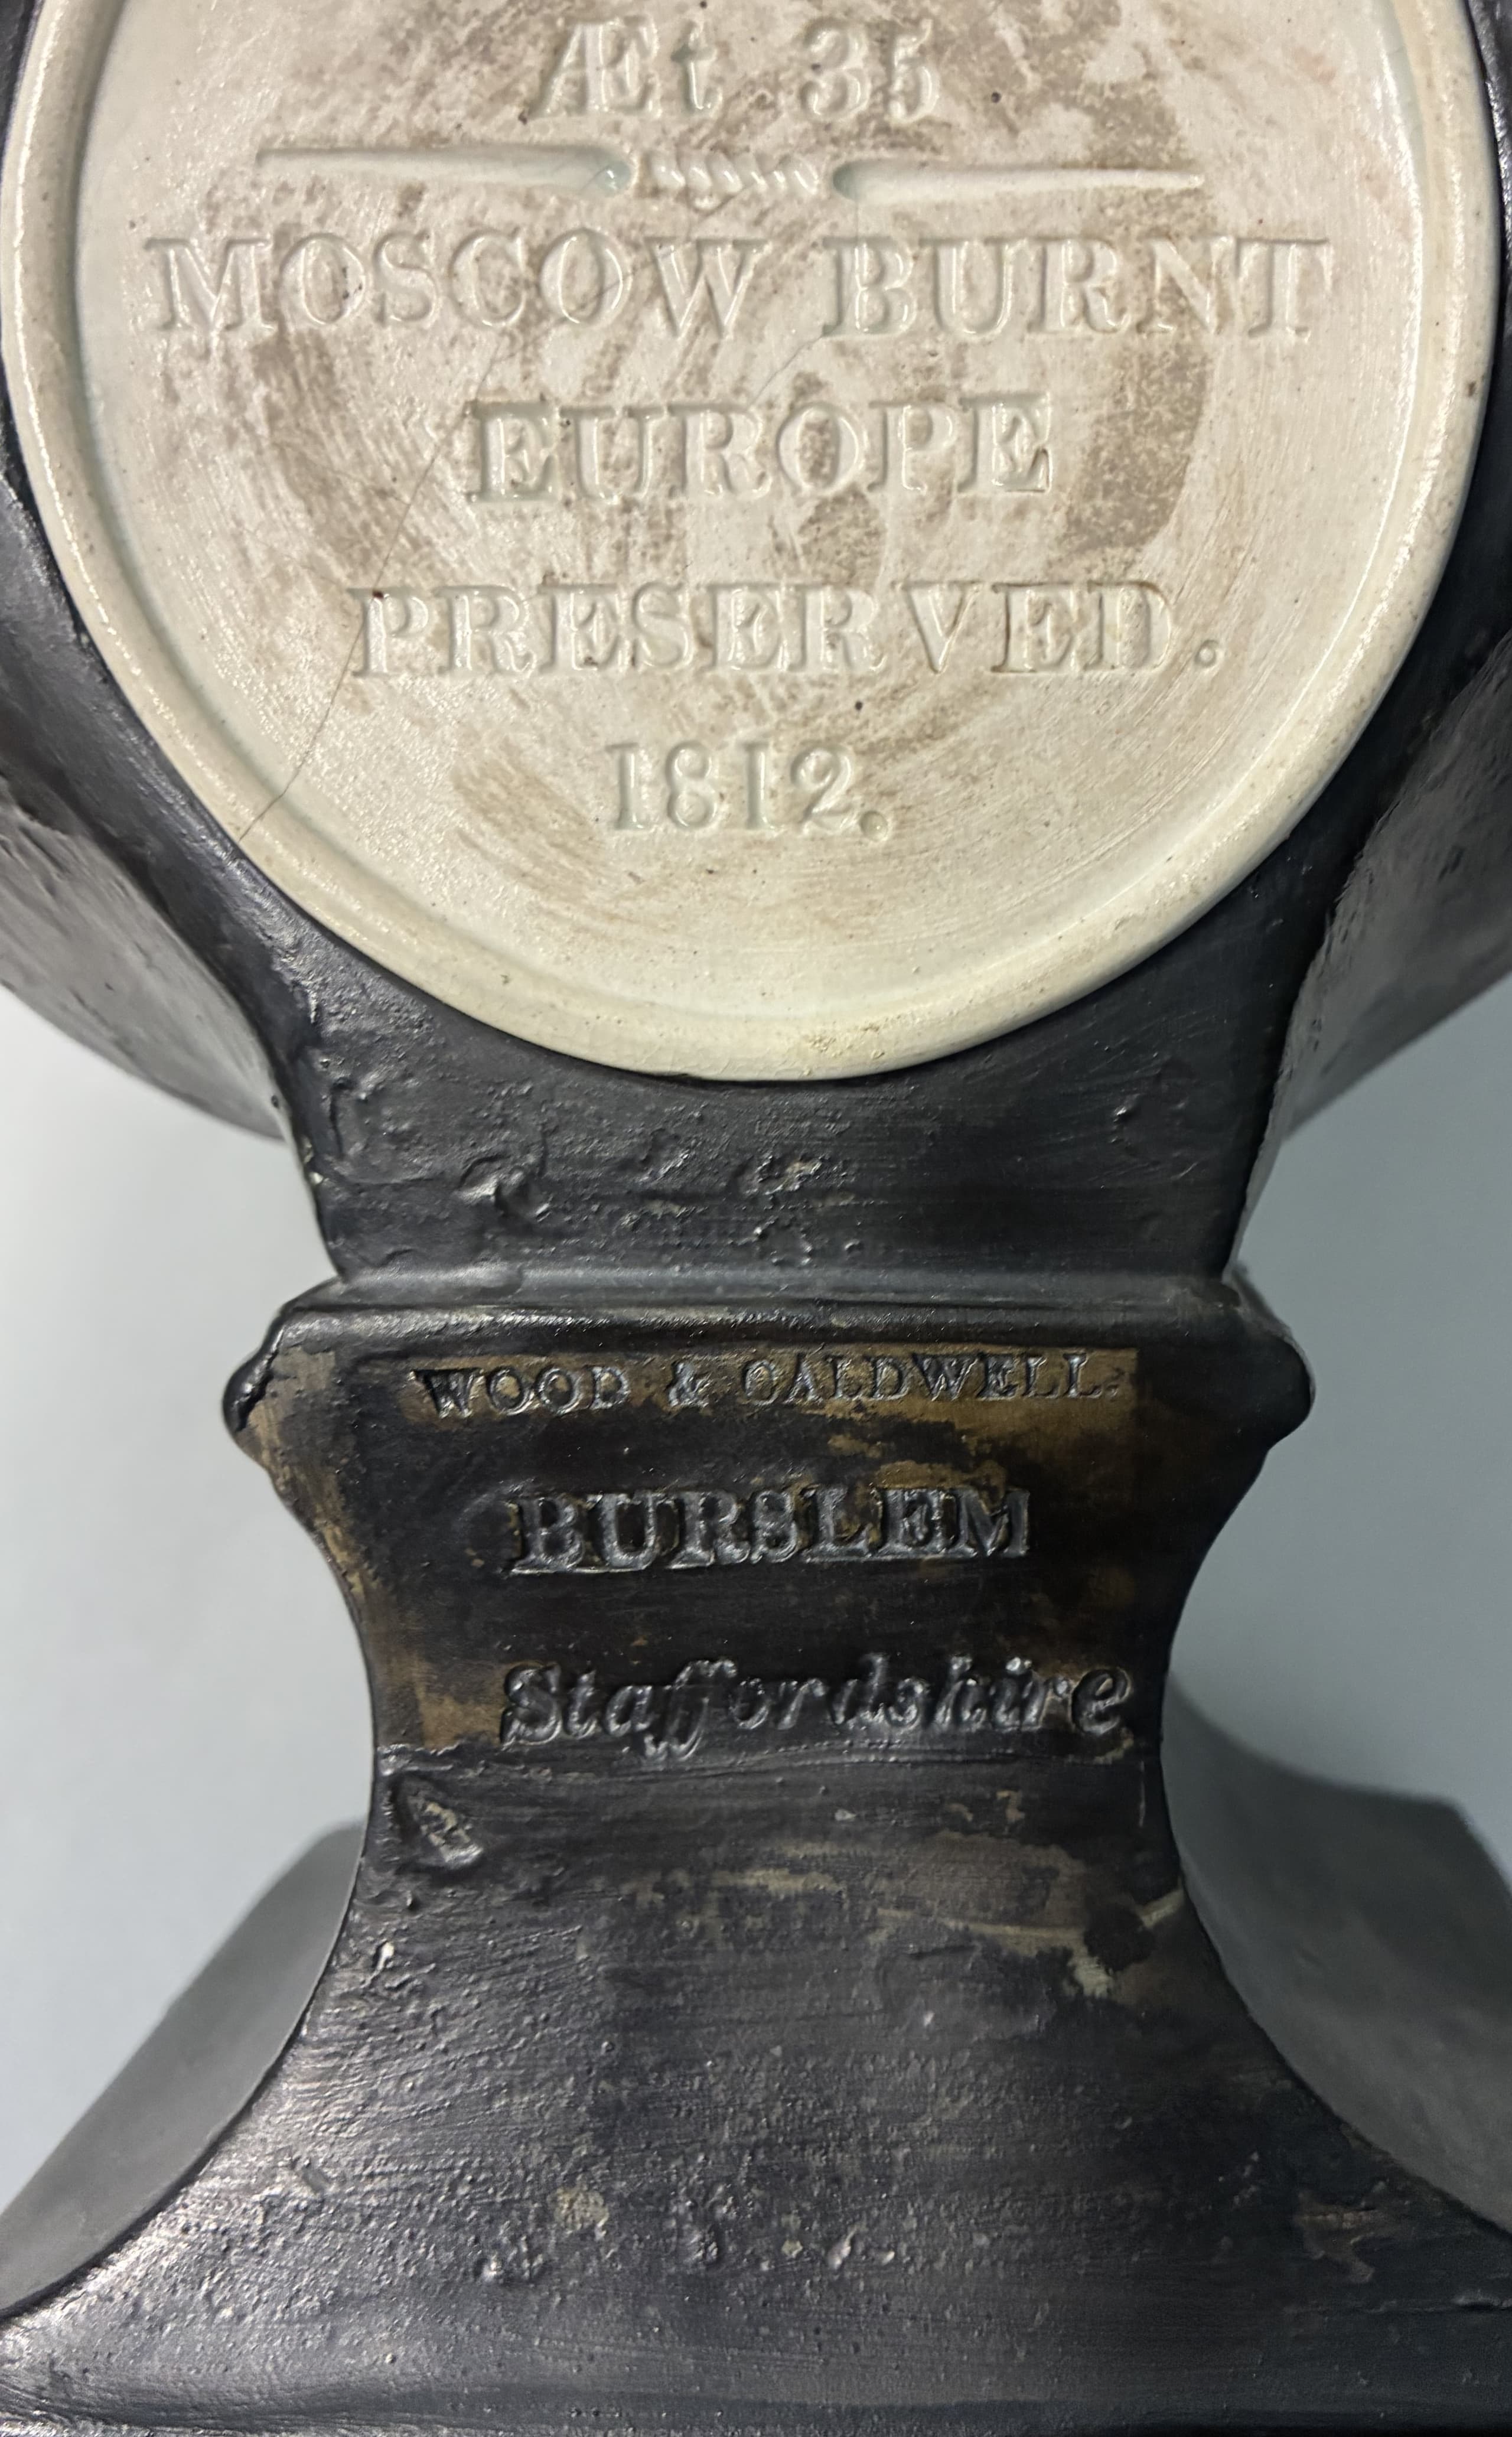 Æt 35
MOSCOW BURNT
EUROPE
PRESERVED.
1812.
WOOD & CALDWELL.
BURSLEM
Staffordshire